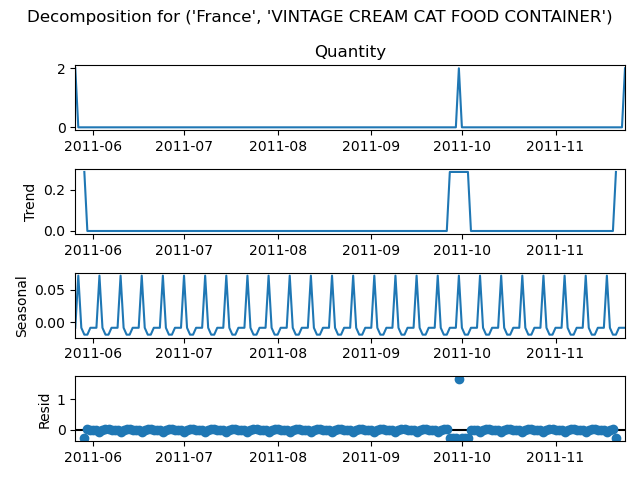 Decomposition for ('France', 'VINTAGE CREAM CAT FOOD CONTAINER')
Quantity
2
0
2011-06 2011-07 2011-08 2011-09 2011-10 2011-11
Trend
0.2
0.0
2011-06 2011-07 2011-08 2011-09 2011-10 2011-11
Seasonal
0.05
0.00
2011-06 2011-07 2011-08 2011-09 2011-10 2011-11
Resid
1
0
2011-06 2011-07 2011-08 2011-09 2011-10 2011-11